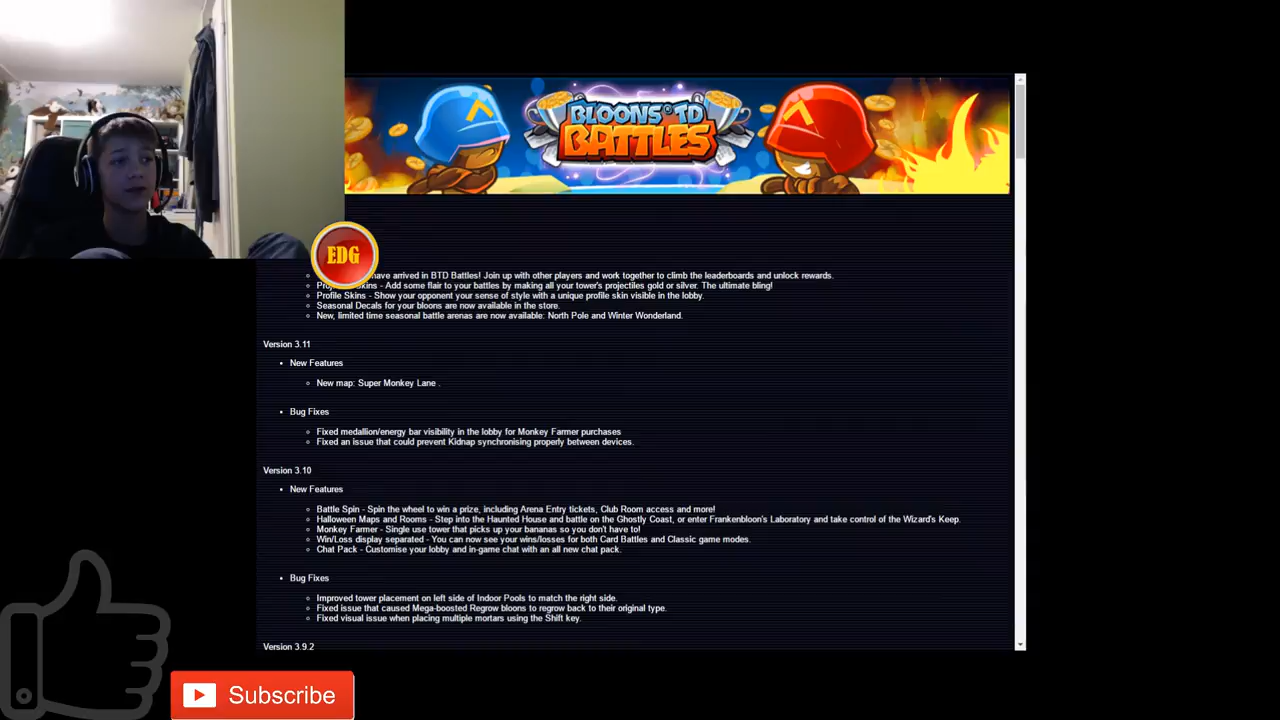 BLOONS TD
BATTLES
EDG
have arrived in BTD Battles! Join up with other players and work together to climb the leaderboards and unlock rewards.
Skins - Add some flair to your battles by making all your tower's projectiles gold or silver. The ultimate bling!
Profile Skins - Show your opponent your sense of style with a unique profile skin visible in the lobby.
Seasonal Decals for your bloons are now available in the store.
New, limited time seasonal battle arenas are now available: North Pole and Winter Wonderland.
Version 3.11
New Features
New map: Super Monkey Lane .
Bug Fixes
Fixed medallion/energy bar visibility in the lobby for Monkey Farmer purchases
Fixed an issue that could prevent Kidnap synchronising properly between devices.
Version 3.10
New Features
Battle Spin - Spin the wheel to win a prize, including Arena Entry tickets, Club Room access and more!
Halloween Maps and Rooms - Step into the Haunted House and battle on the Ghostly Coast, or enter Frankenbloon's Laboratory and take control of the Wizard's Keep.
Monkey Farmer - Single use tower that picks up your bananas so you don't have to!
Win/Loss display separated - You can now see your wins/losses for both Card Battles and Classic game modes.
Chat Pack - Customise your lobby and in-game chat with an all new chat pack.
Bug Fixes
Improved tower placement on left side of Indoor Pools to match the right side.
Fixed issue that caused Mega-boosted Regrow bloons to regrow back to their original type.
Fixed visual issue when placing multiple mortars using the Shift key.
Version 3.9.2
Subscribe